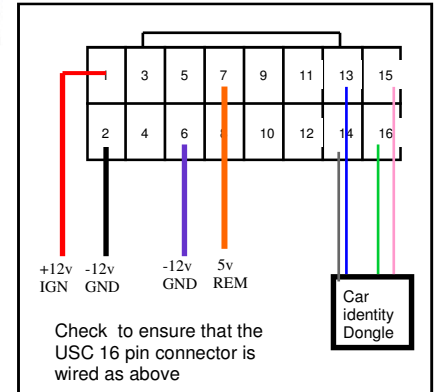 1 3 5 7 9 11 13 15
2 4 6 8 10 12 14 16
+12v -12v -12v 5v
IGN GND GND REM
Car
identity
Dongle
Check to ensure that the
USC 16 pin connector is
wired as above